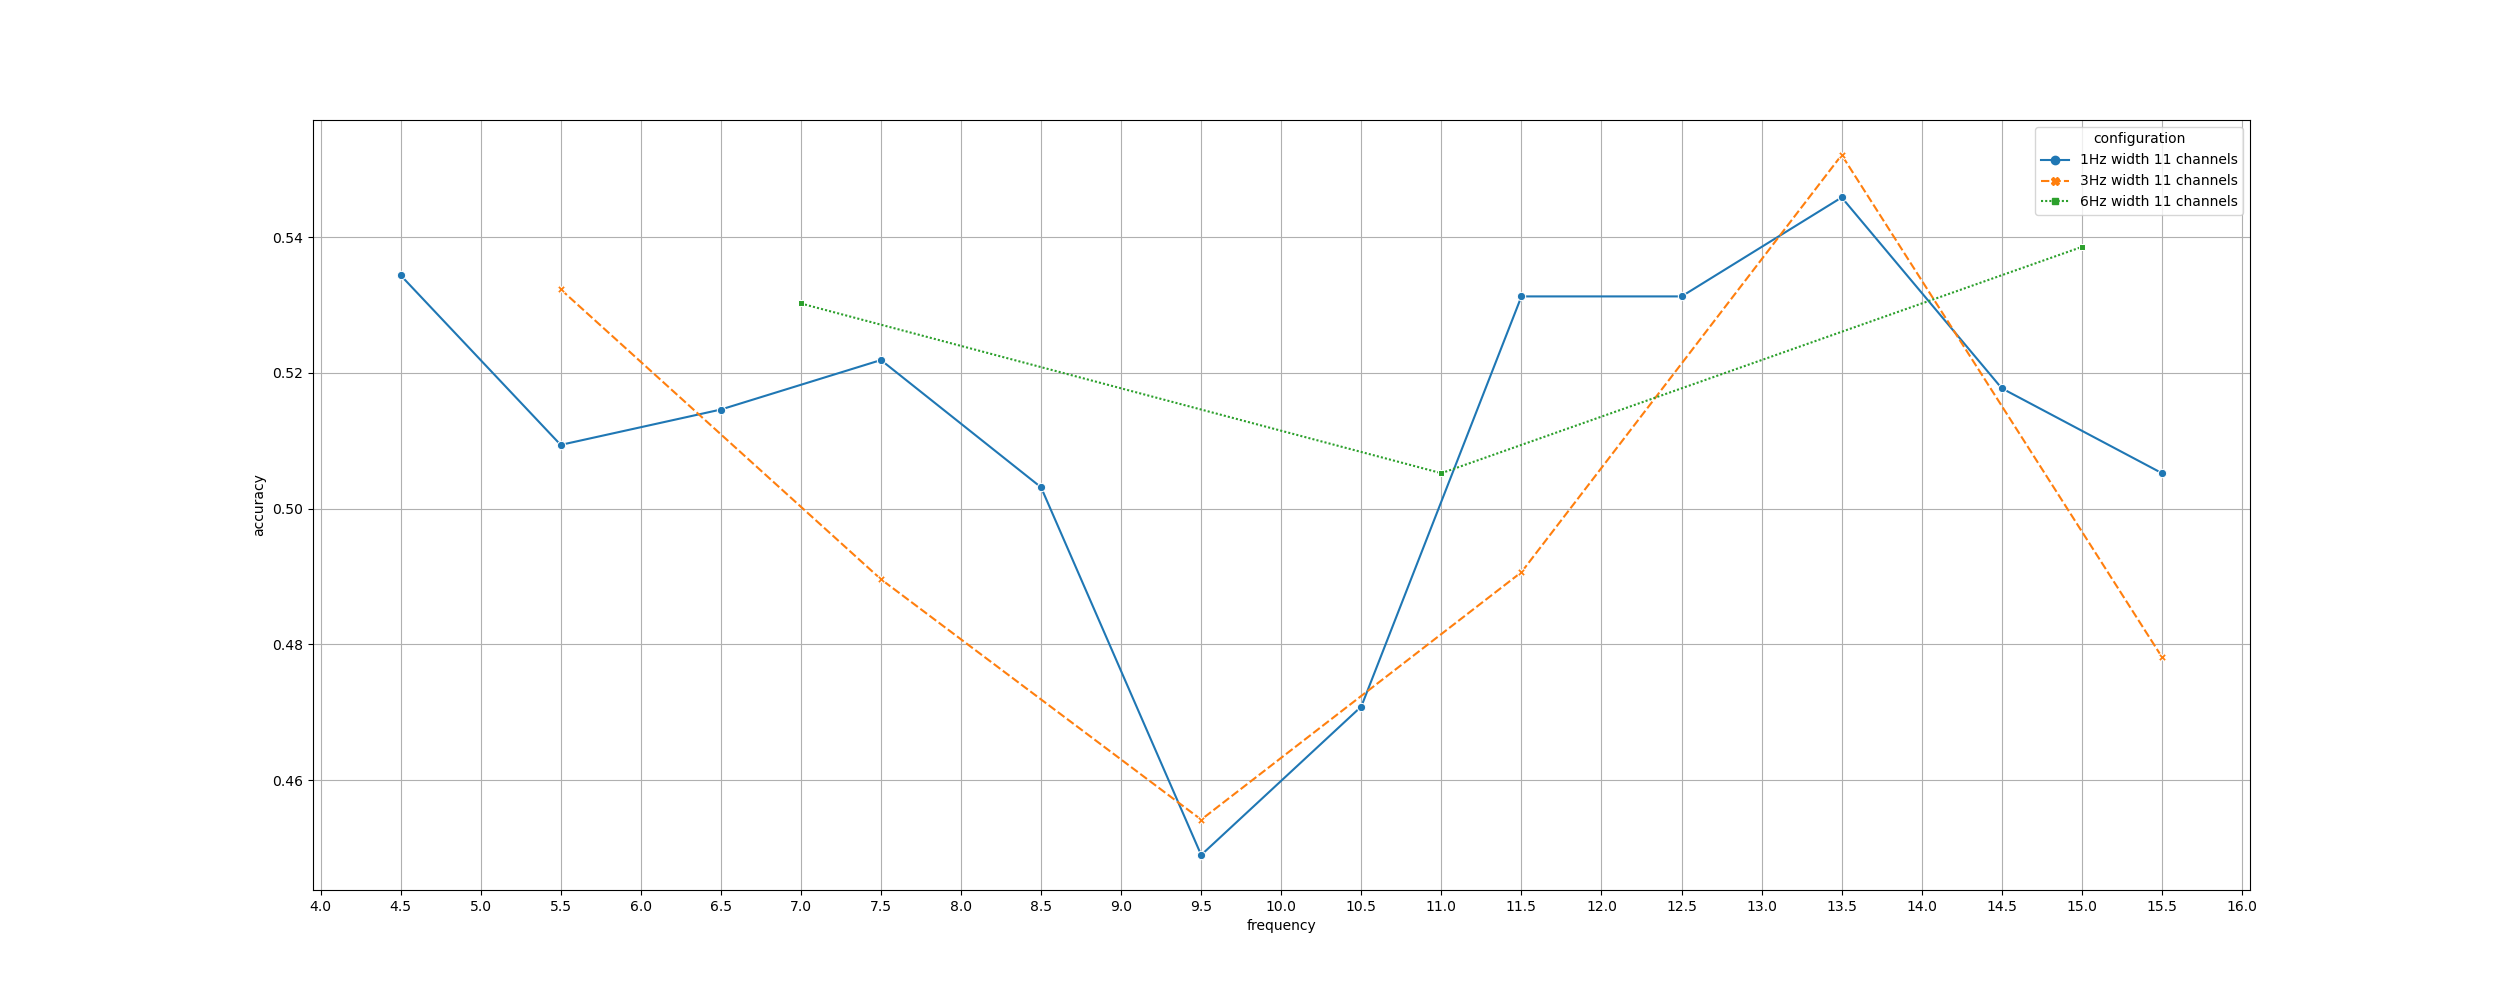 configuration
1Hz width 11 channels
3Hz width 11 channels
6Hz width 11 channels
accuracy
0.54
0.52
0.50
0.48
0.46
4.0 4.5 5.0 5.5 6.0 6.5 7.0 7.5 8.0 8.5 9.0 9.5 10.0 10.5 11.0 11.5 12.0 12.5 13.0 13.5 14.0 14.5 15.0 15.5 16.0
frequency